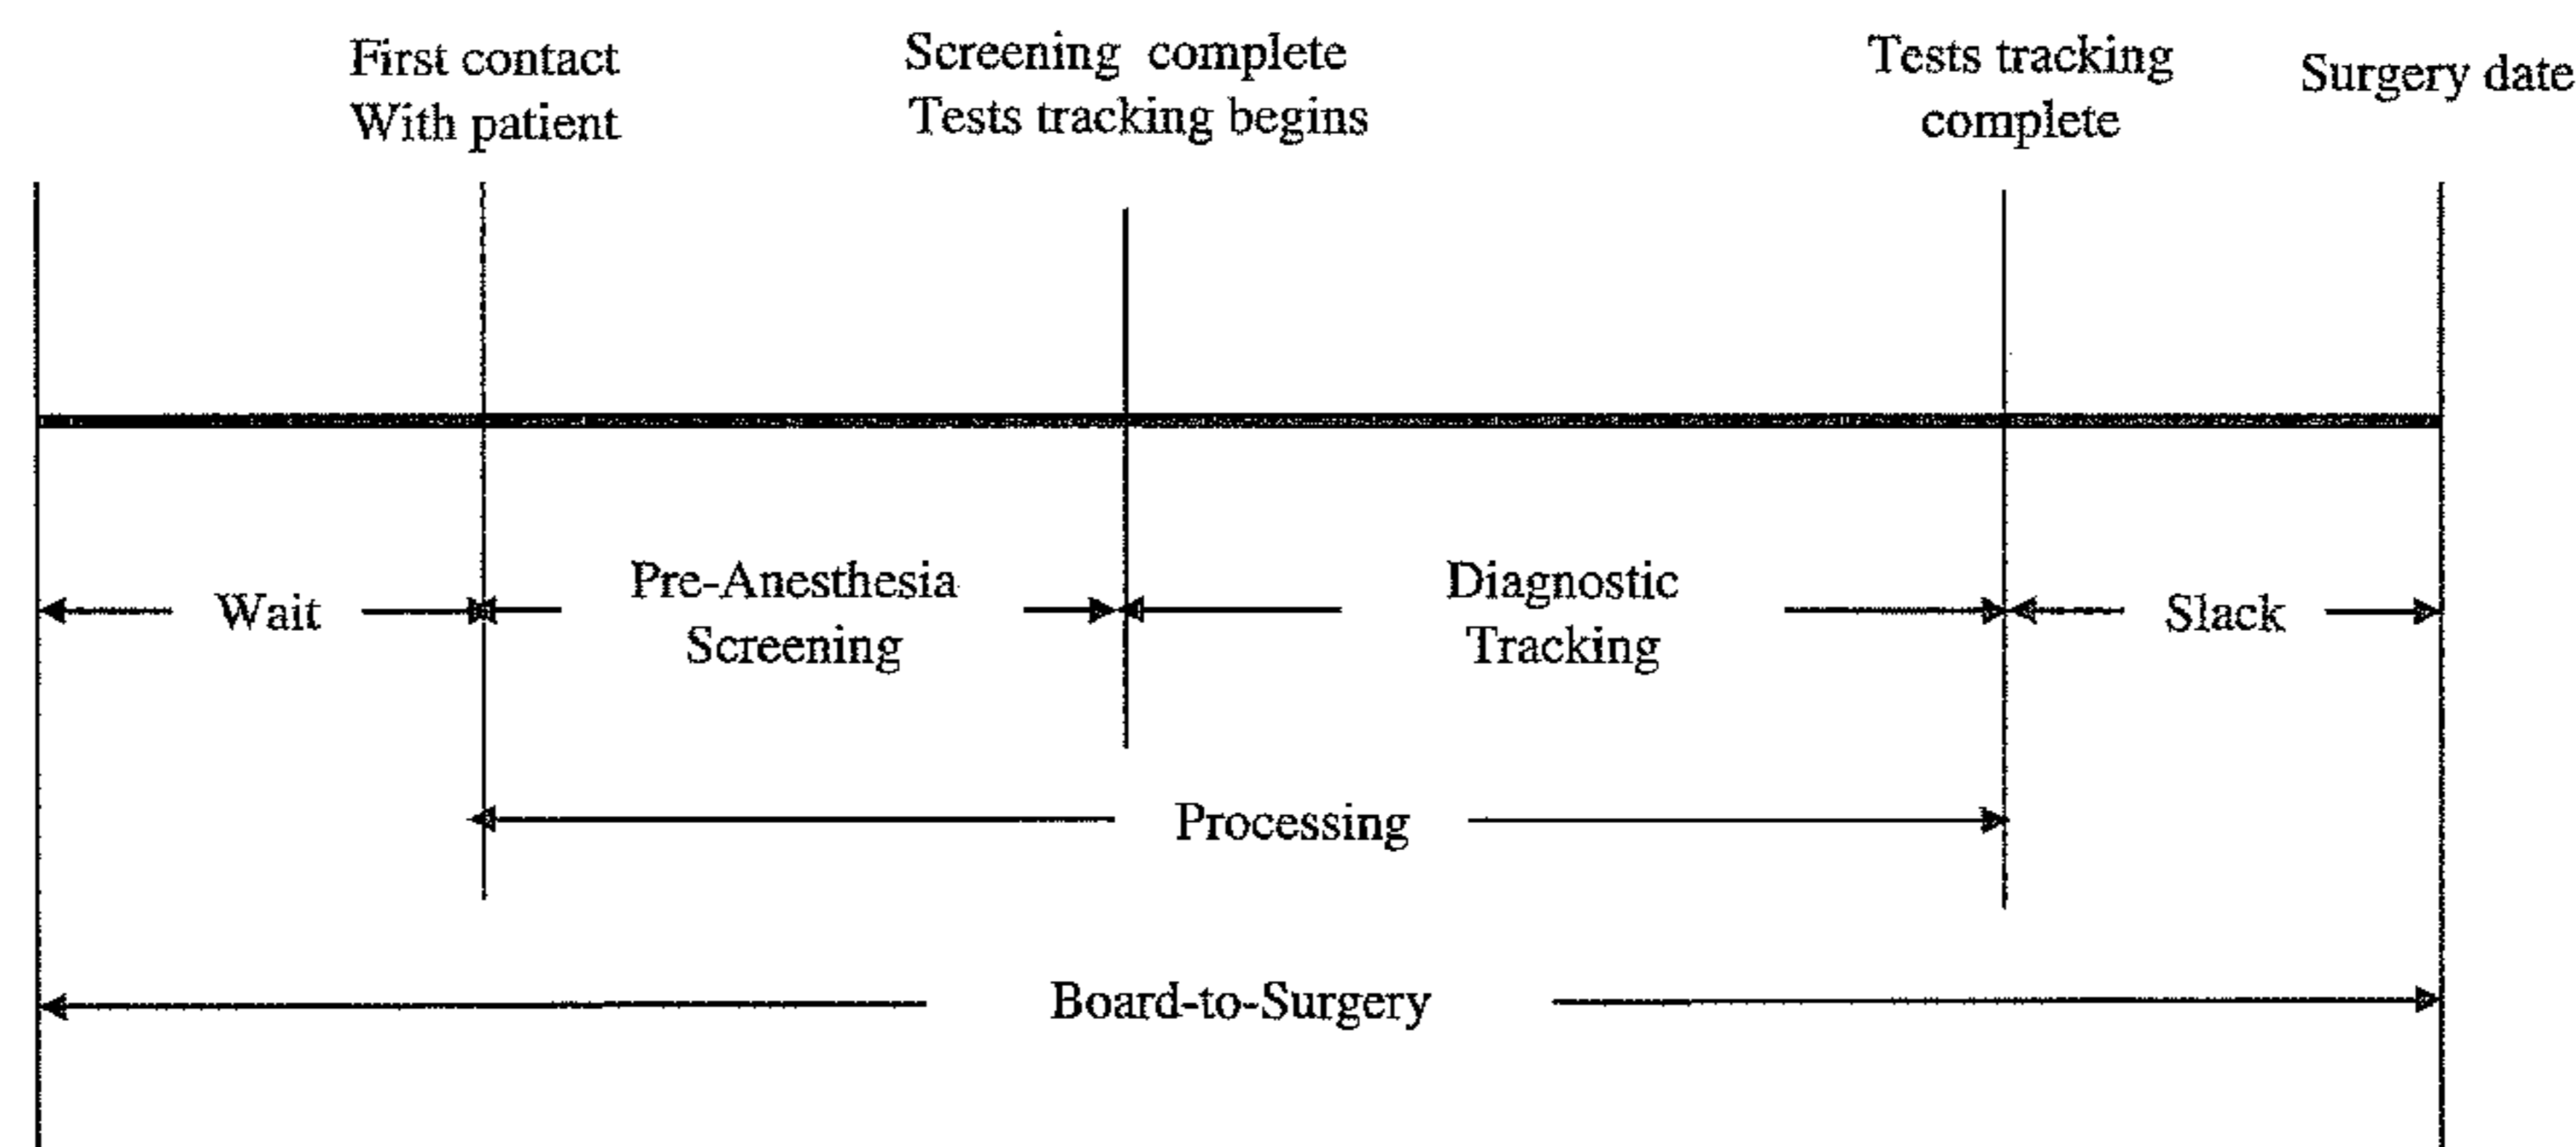 First contact
With patient
Screening complete
Tests tracking begins
Tests tracking
complete
Surgery date
Wait
Pre-Anesthesia
Screening
Diagnostic
Tracking
Slack
Processing
Board-to-Surgery